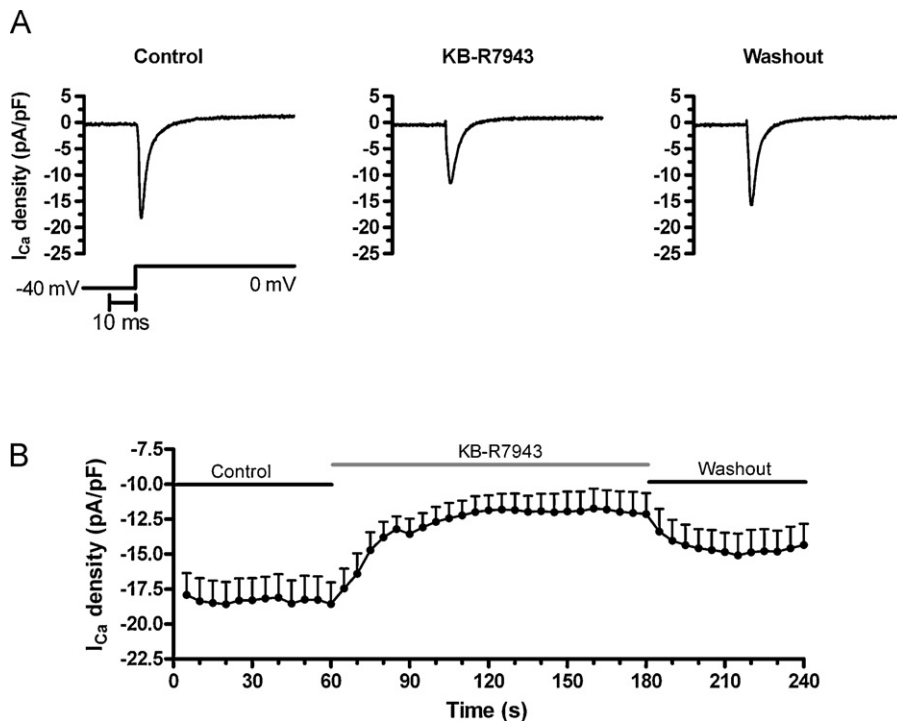 A
Control KB-R7943 Washout
I_Ca density (pA/pF)
5 5 5
0 0 0
-5 -5 -5
-10 -10 -10
-15 -15 -15
-20 -20 -20
-25 -25 -25
-40 mV 0 mV
10 ms
B
I_Ca density (pA/pF)
-7.5
KB-R7943
Control Washout
-10.0
-12.5
-15.0
-17.5
-20.0
-22.5
0 30 60 90 120 150 180 210 240
Time (s)